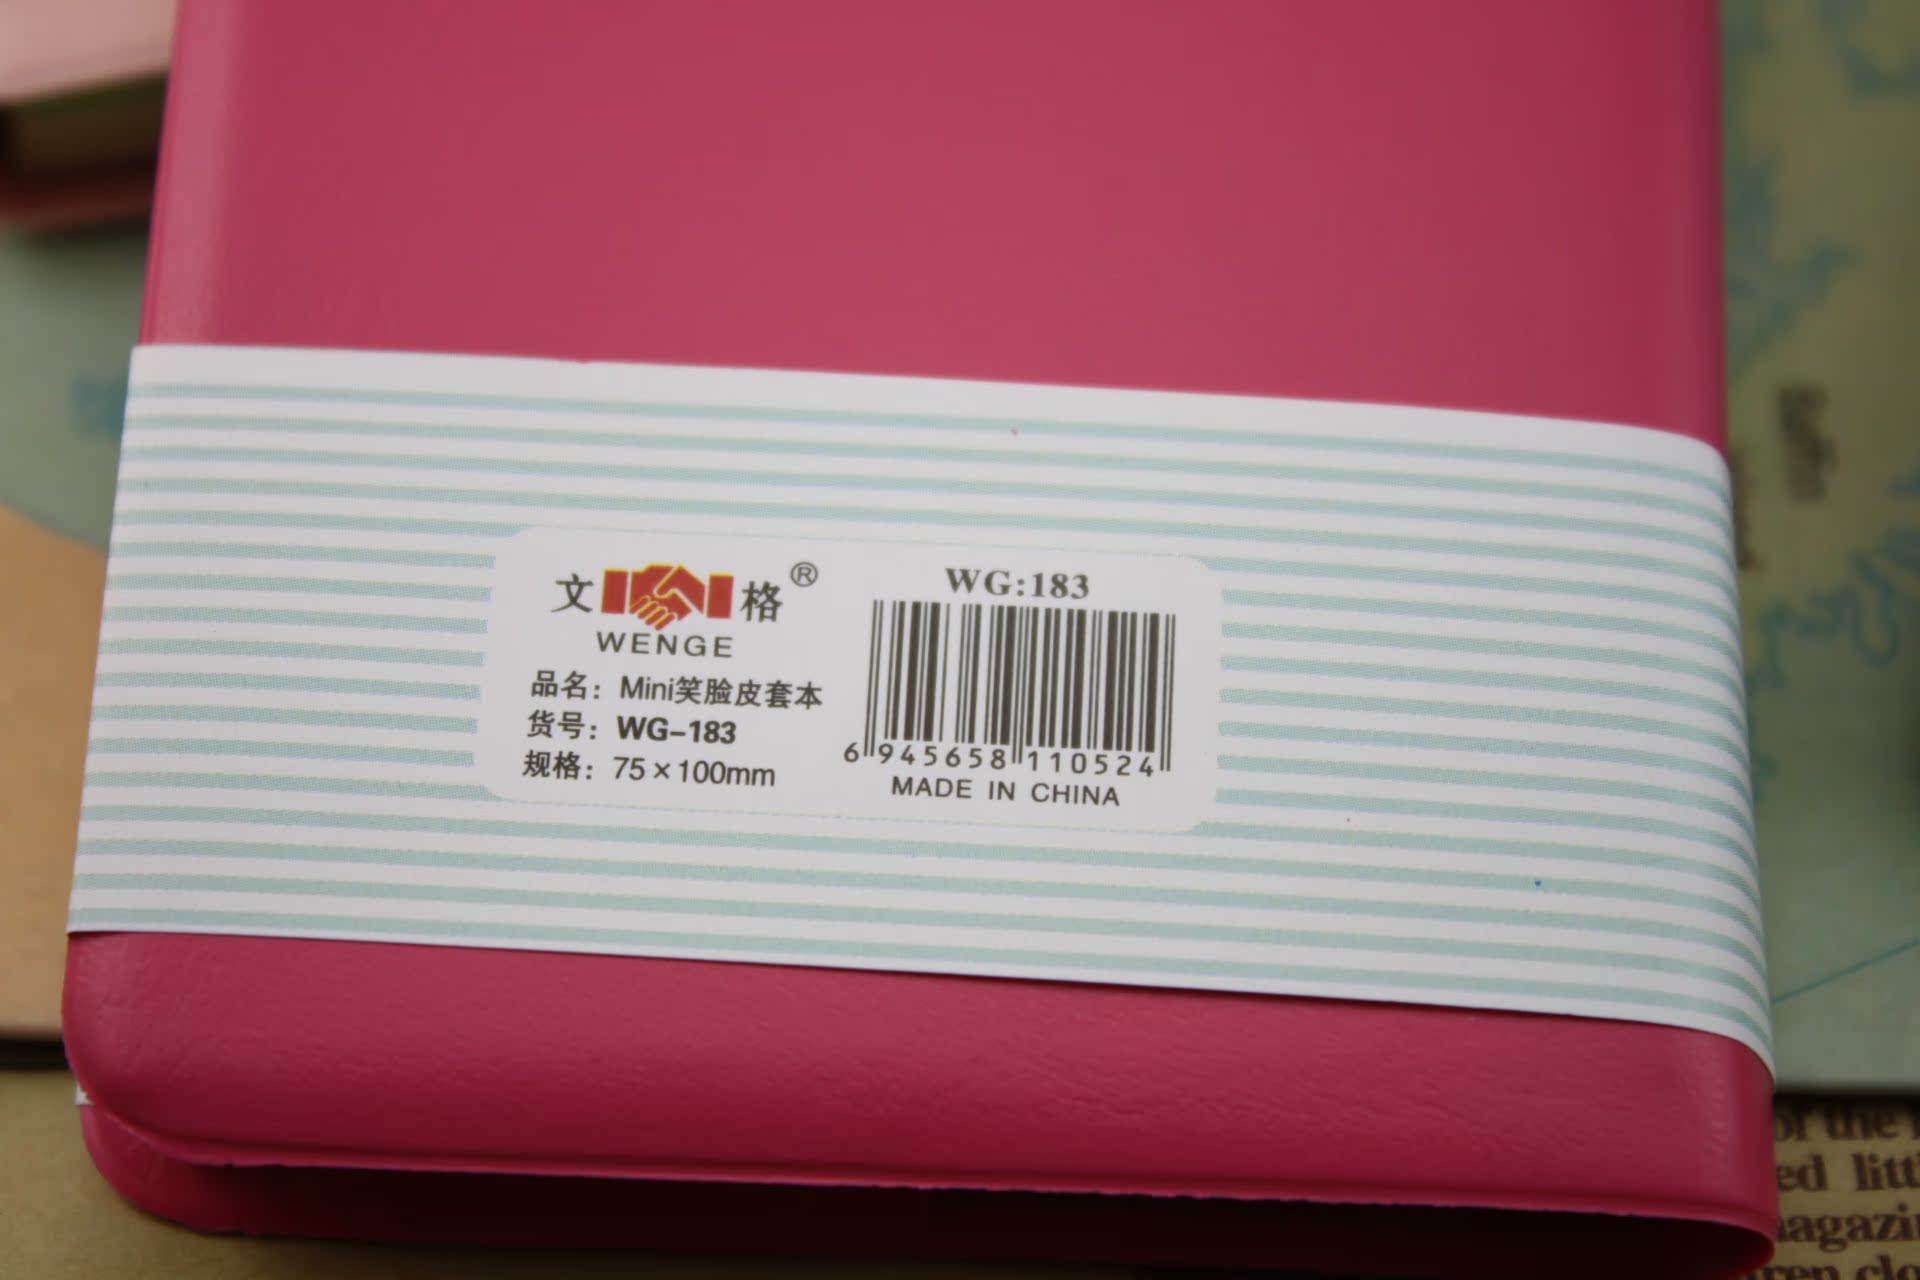 文格®
WENGE
品名：Mini笑脸皮套本
货号：WG-183
规格：75×100mm
WG:183
6 945658 110524
MADE IN CHINA
or the
ed litt
agazi